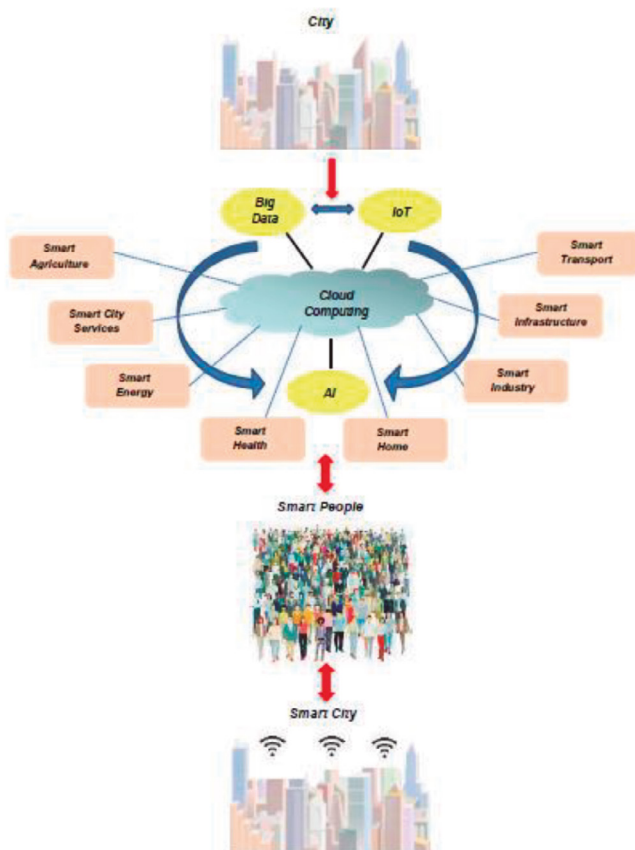 City
Big
Data
IoT
Smart
Agriculture
Smart
Transport
Cloud
Computing
Smart City
Services
Smart
Infrastructure
Smart
Energy
AI
Smart
Industry
Smart
Health
Smart
Home
Smart People
Smart City